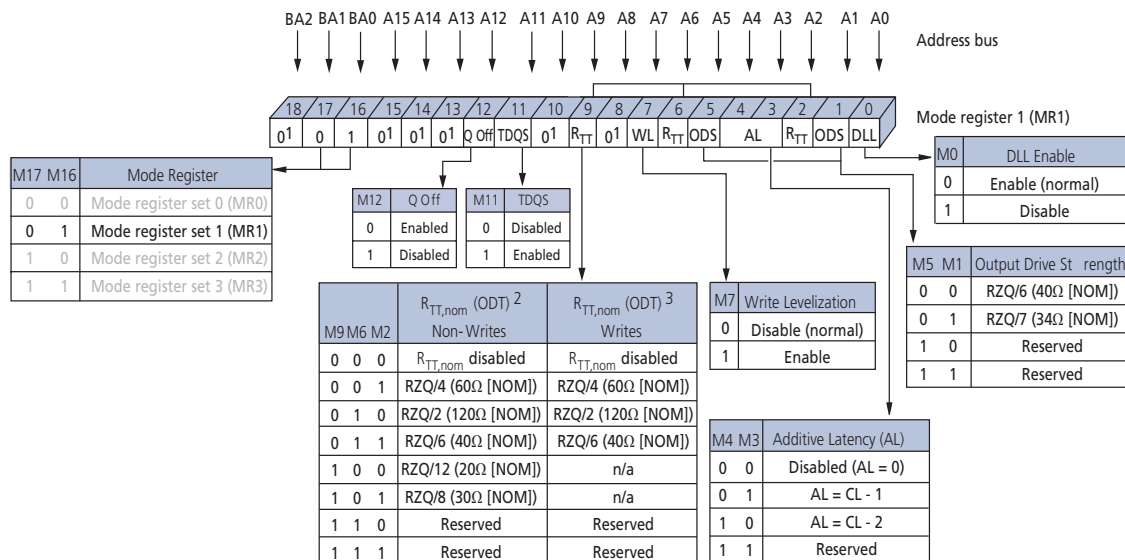 BA2 BA1 BA0 A15 A14 A13 A12 A11 A10 A9 A8 A7 A6 A5 A4 A3 A2 A1 A0
Address bus
18 17 16 15 14 13 12 11 10 9 8 7 6 5 4 3 2 1 0
0¹ 0 1 0¹ 0¹ 0¹ Q Off TDQS 0¹ RTT 0¹ WL RTT ODS AL RTT ODS DLL
Mode register 1 (MR1)
M17 M16 Mode Register
0 0 Mode register set 0 (MR0)
0 1 Mode register set 1 (MR1)
1 0 Mode register set 2 (MR2)
1 1 Mode register set 3 (MR3)
M12 Q Off
0 Enabled
1 Disabled
M11 TDQS
0 Disabled
1 Enabled
M0 DLL Enable
0 Enable (normal)
1 Disable
M5 M1 Output Drive St rength
0 0 RZQ/6 (40Ω [NOM])
0 1 RZQ/7 (34Ω [NOM])
1 0 Reserved
1 1 Reserved
M9 M6 M2 RTT,nom (ODT) 2 Non-Writes RTT,nom (ODT) 3 Writes
0 0 0 RTT,nom disabled RTT,nom disabled
0 0 1 RZQ/4 (60Ω [NOM]) RZQ/4 (60Ω [NOM])
0 1 0 RZQ/2 (120Ω [NOM]) RZQ/2 (120Ω [NOM])
0 1 1 RZQ/6 (40Ω [NOM]) RZQ/6 (40Ω [NOM])
1 0 0 RZQ/12 (20Ω [NOM]) n/a
1 0 1 RZQ/8 (30Ω [NOM]) n/a
1 1 0 Reserved Reserved
1 1 1 Reserved Reserved
M7 Write Levelization
0 Disable (normal)
1 Enable
M4 M3 Additive Latency (AL)
0 0 Disabled (AL = 0)
0 1 AL = CL - 1
1 0 AL = CL - 2
1 1 Reserved